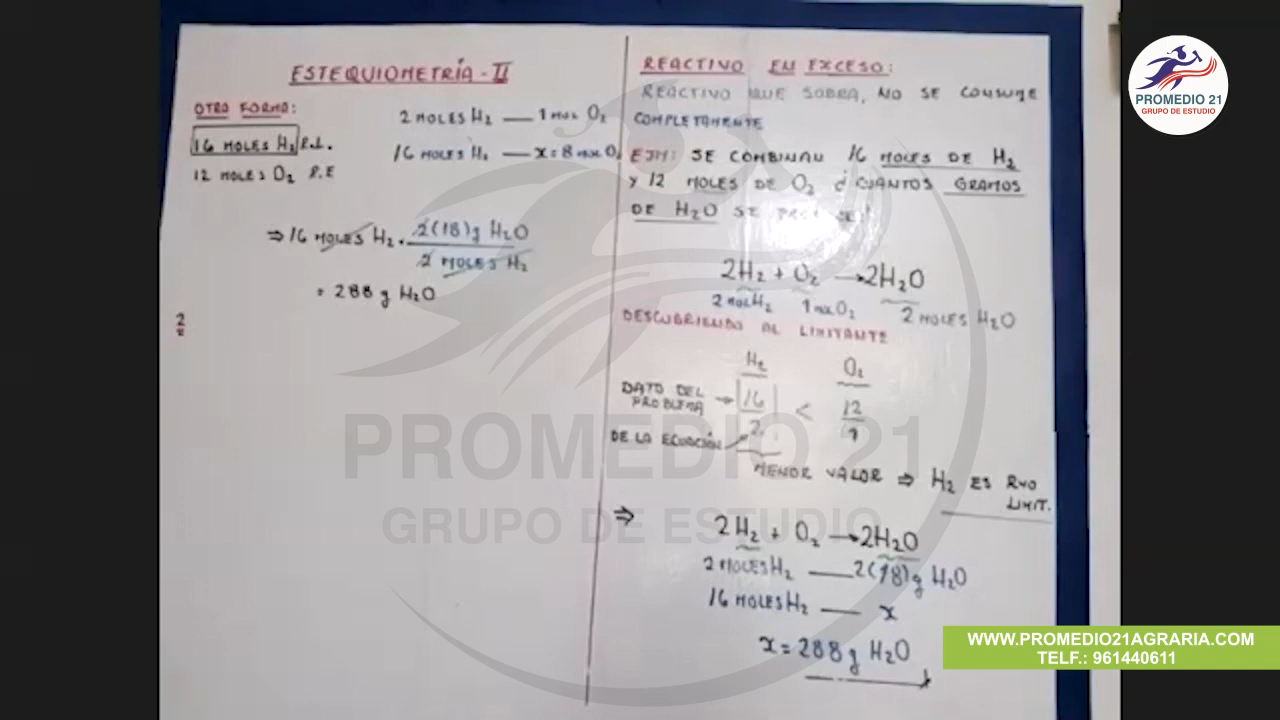 ESTEQUIOMETRÍA - II
OTRA FORMA:
16 MOLES H2 R.L.
12 MOLES O2 R.E
2 MOLES H2 — 1 MOL O2
16 MOLES H2 — x = 8 MOL O2
⇒ 16 MOLES H2 . 2(18)g H2O
2 MOLES H2
= 288 g H2O
2
REACTIVO EN EXCESO:
REACTIVO QUE SOBRA, NO SE CONSUME
COMPLETAMENTE
EJM: SE COMBINAN 16 MOLES DE H2
Y 12 MOLES DE O2 ¿CUANTOS GRAMOS
DE H2O SE
2H2 + O2 → 2H2O
2 MOL H2 1 MOL O2 2 MOLES H2O
DESCUBRIENDO AL LIMITANTE
H2 O2
DATO DEL
PROBLEMA → 16 < 12
DE LA ECUACIÓN 2 1
MENOR VALOR ⇒ H2 ES RVO
LIMIT.
⇒ 2H2 + O2 → 2H2O
2 MOLES H2 — 2(18)g H2O
16 MOLES H2 — x
x = 288 g H2O
PROMEDIO 21
GRUPO DE ESTUDIO
PROMEDIO 21
GRUPO DE ESTUDIO
WWW.PROMEDIO21AGRARIA.COM
TELF.: 961440611